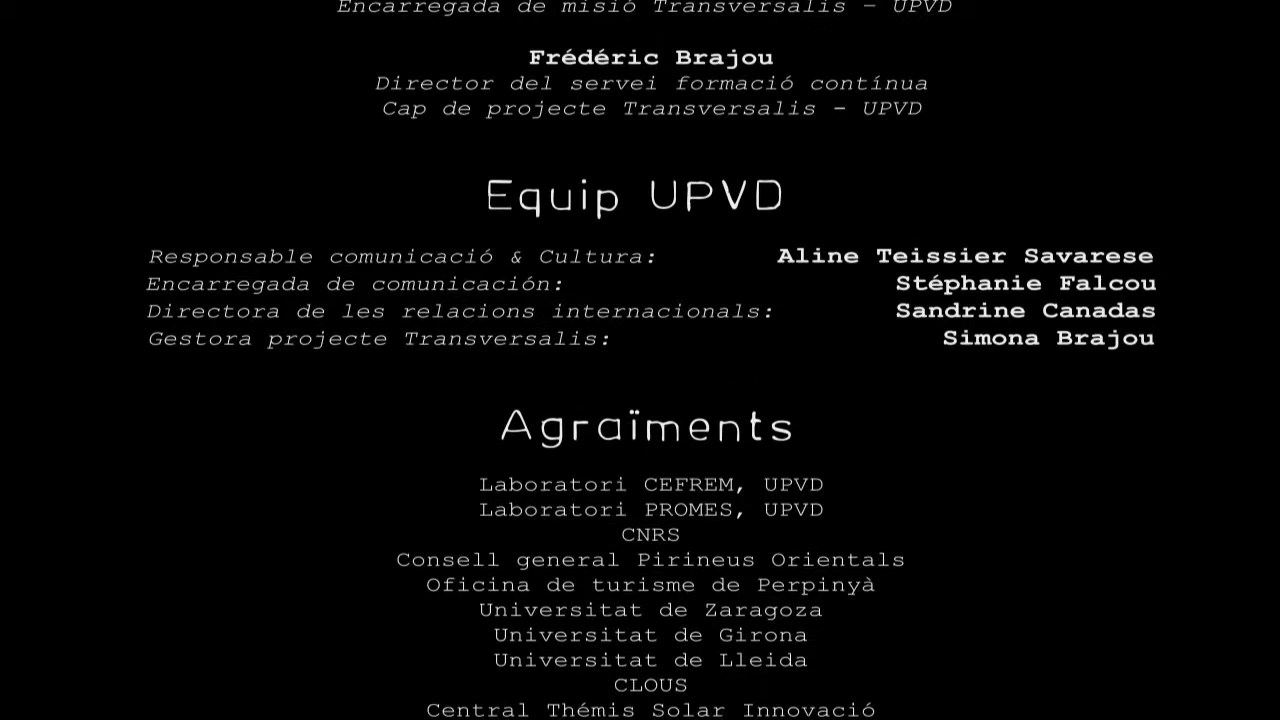 Encarregada de misió Transversalis – UPVD
Frédéric Brajou
Director del servei formació contínua
Cap de projecte Transversalis - UPVD
Equip UPVD
Responsable comunicació & Cultura: Aline Teissier Savarese
Encarregada de comunicación: Stéphanie Falcou
Directora de les relacions internacionals: Sandrine Canadas
Gestora projecte Transversalis: Simona Brajou
Agraïments
Laboratori CEFREM, UPVD
Laboratori PROMES, UPVD
CNRS
Consell general Pirineus Orientals
Oficina de turisme de Perpinyà
Universitat de Zaragoza
Universitat de Girona
Universitat de Lleida
CLOUS
Central Thémis Solar Innovació